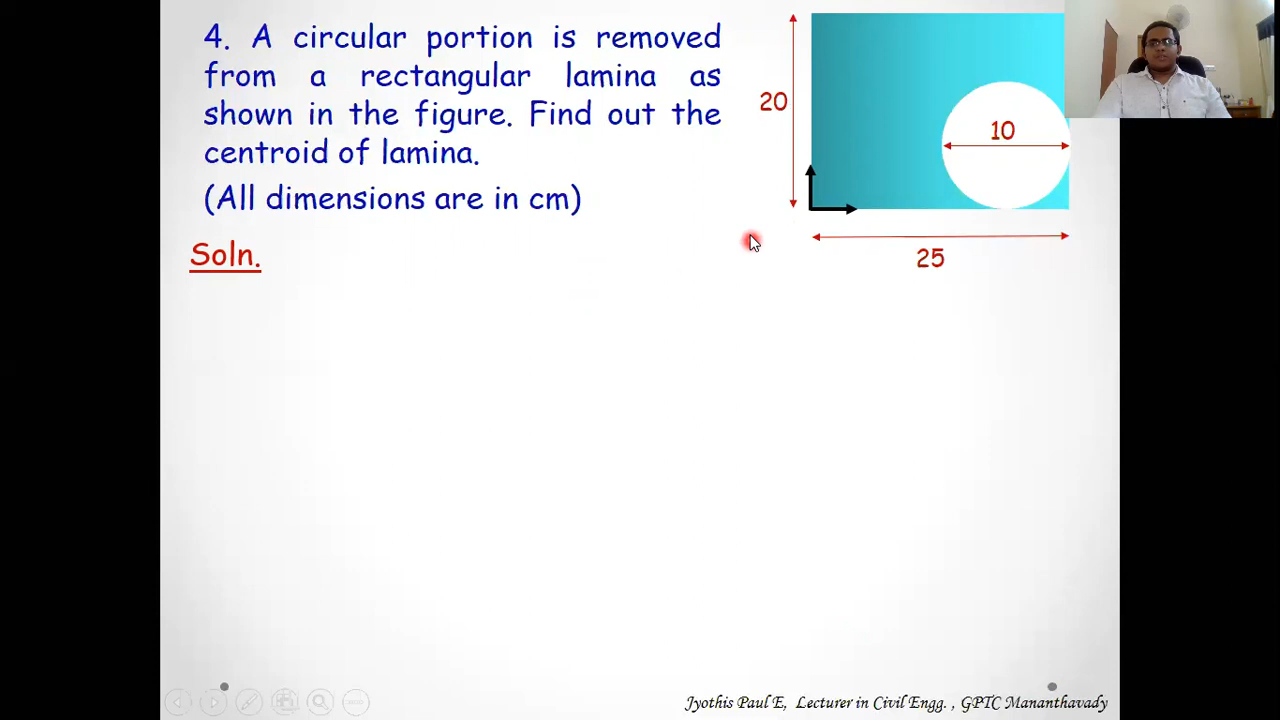 4. A circular portion is removed
from a rectangular lamina as
shown in the figure. Find out the
centroid of lamina.
(All dimensions are in cm)
Soln.
20
10
25
Jyothis Paul E, Lecturer in Civil Engg. , GPTC Mananthavady